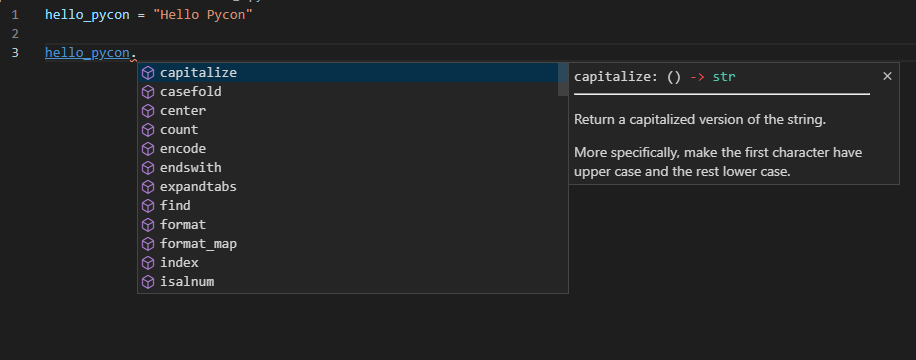 1 hello_pycon = "Hello Pycon"
2
3 hello_pycon.
capitalize
casefold
center
count
encode
endswith
expandtabs
find
format
format_map
index
isalnum
capitalize: () -> str
Return a capitalized version of the string.
More specifically, make the first character have
upper case and the rest lower case.